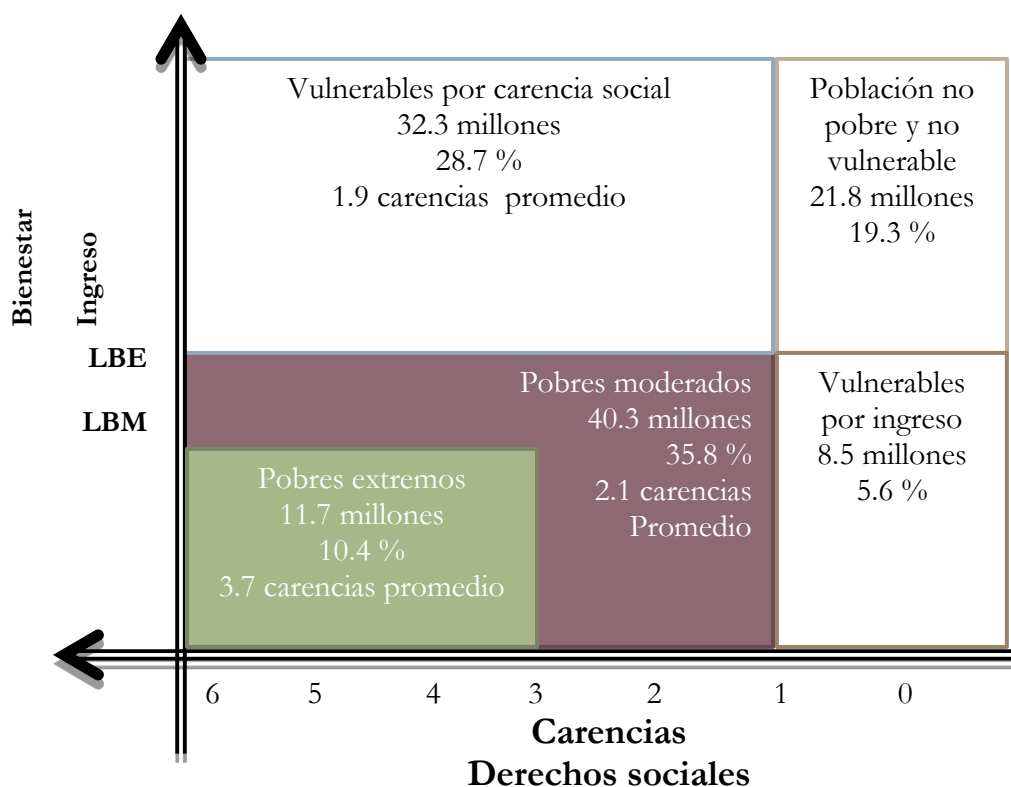 Vulnerables por carencia social
32.3 millones
28.7 %
1.9 carencias promedio
Población no
pobre y no
vulnerable
21.8 millones
19.3 %
Bienestar
Ingreso
LBE
LBM
Pobres moderados
40.3 millones
35.8 %
2.1 carencias
Promedio
Vulnerables
por ingreso
8.5 millones
5.6 %
Pobres extremos
11.7 millones
10.4 %
3.7 carencias promedio
6 5 4 3 2 1 0
Carencias
Derechos sociales